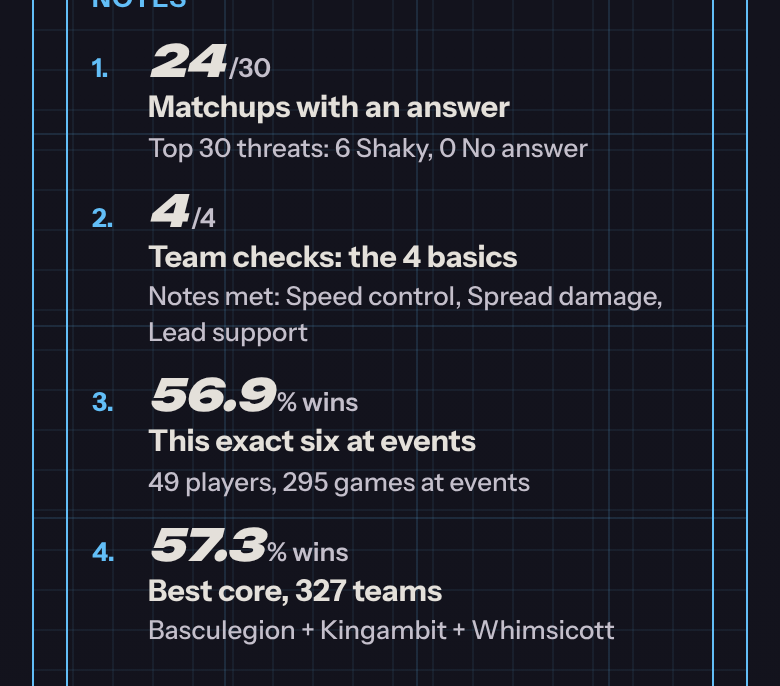 NOTES
1. 24/30
Matchups with an answer
Top 30 threats: 6 Shaky, 0 No answer
2. 4/4
Team checks: the 4 basics
Notes met: Speed control, Spread damage,
Lead support
3. 56.9% wins
This exact six at events
49 players, 295 games at events
4. 57.3% wins
Best core, 327 teams
Basculegion + Kingambit + Whimsicott